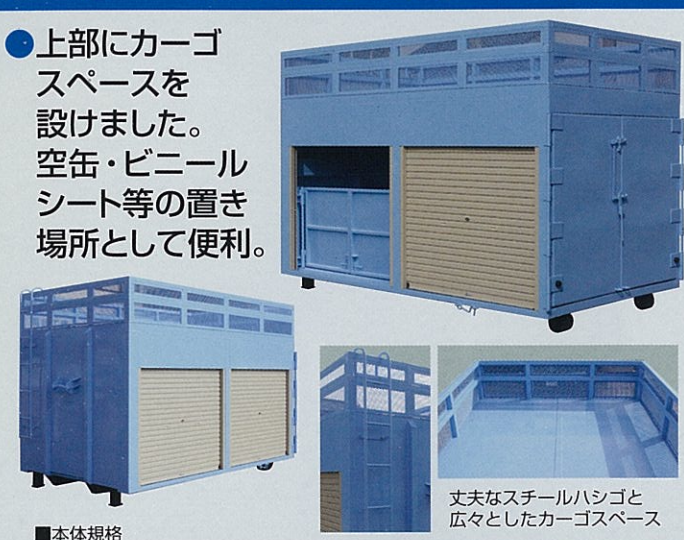 ●上部にカーゴ
スペースを
設けました。
空缶・ビニール
シート等の置き
場所として便利。
丈夫なスチールハシゴと
広々としたカーゴスペース
■本体規格